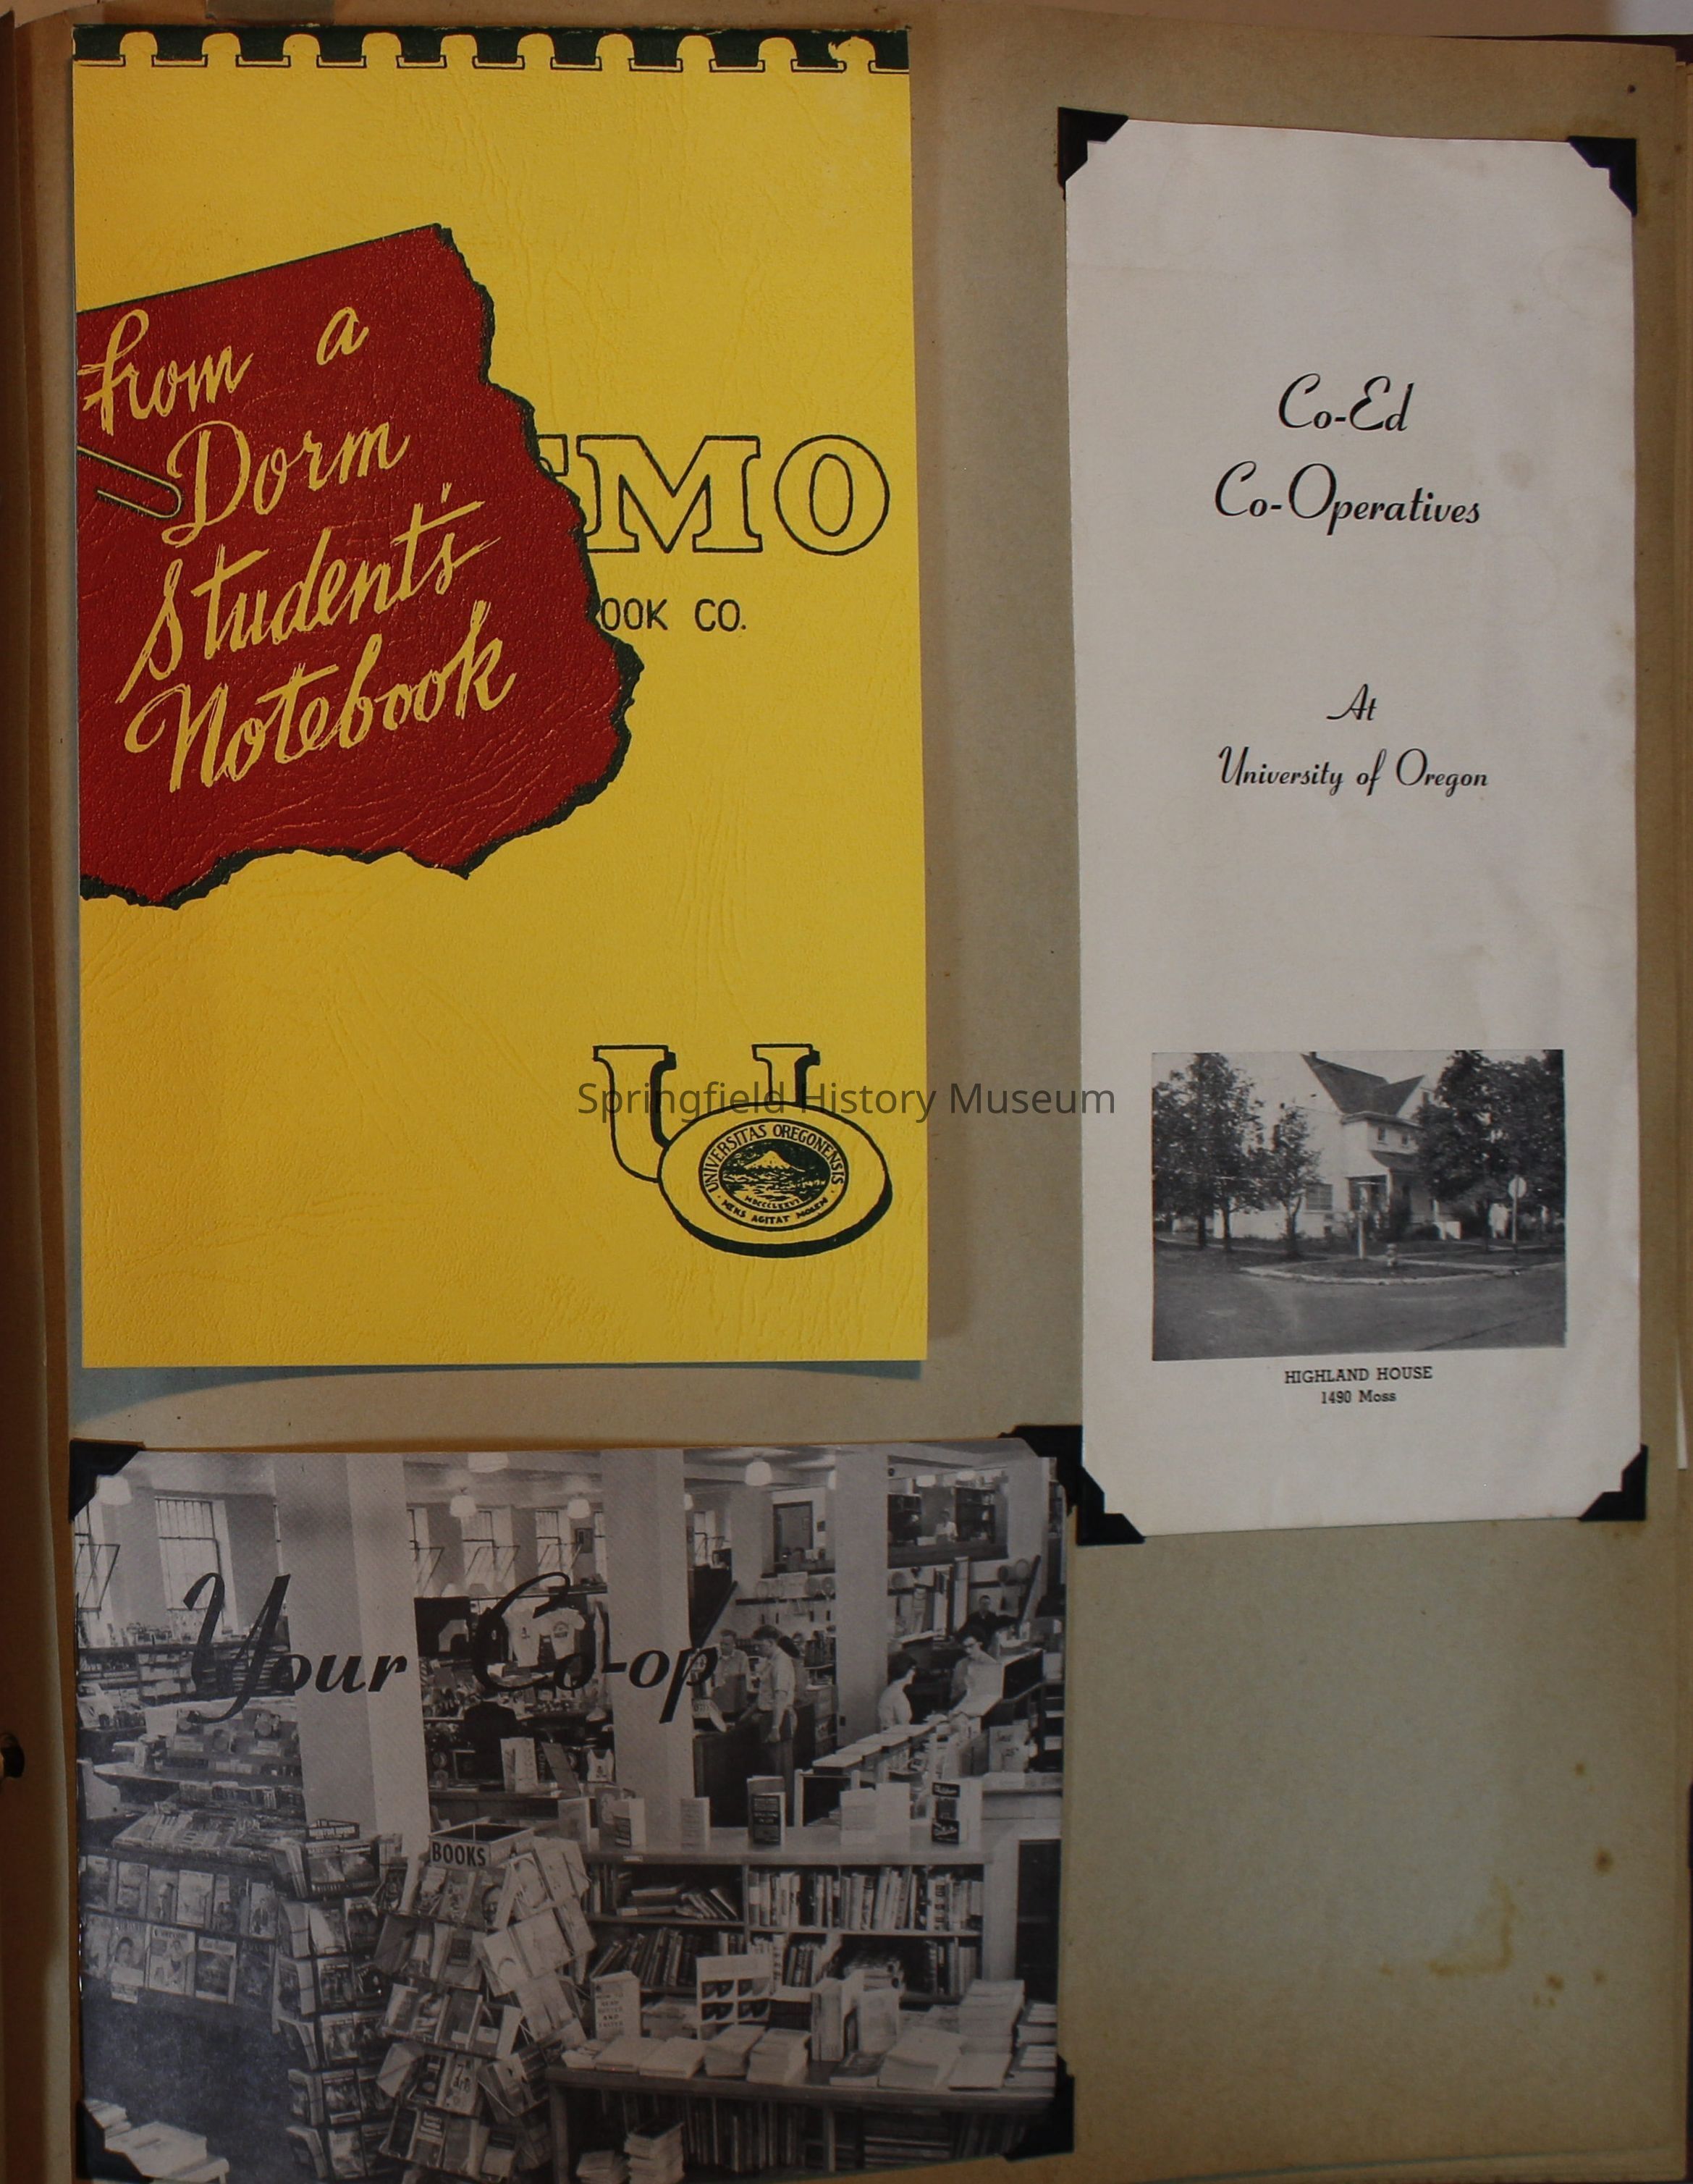 from a
Dorm
Student's
Notebook
EMO
OOK CO.
U
UNIVERSITAS OREGONENSIS
MENS AGITAT MOLEM
Co-Ed
Co-Operatives
At
University of Oregon
HIGHLAND HOUSE
1490 Moss
Springfield History Museum
Your Co-op
BOOKS